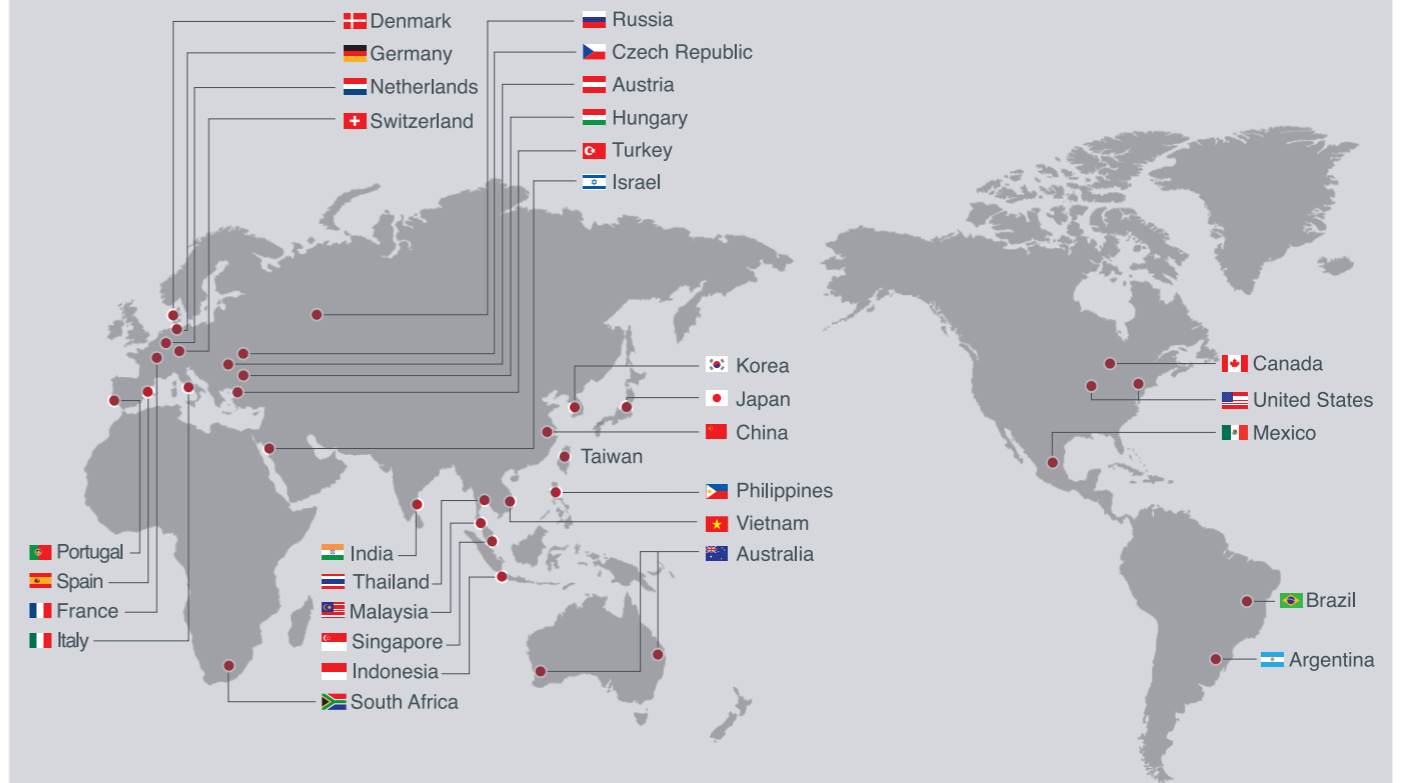 Denmark
Germany
Netherlands
Switzerland
Russia
Czech Republic
Austria
Hungary
Turkey
Israel
Korea
Japan
China
Taiwan
Philippines
Vietnam
Australia
Canada
United States
Mexico
Portugal
Spain
France
Italy
India
Thailand
Malaysia
Singapore
Indonesia
South Africa
Brazil
Argentina